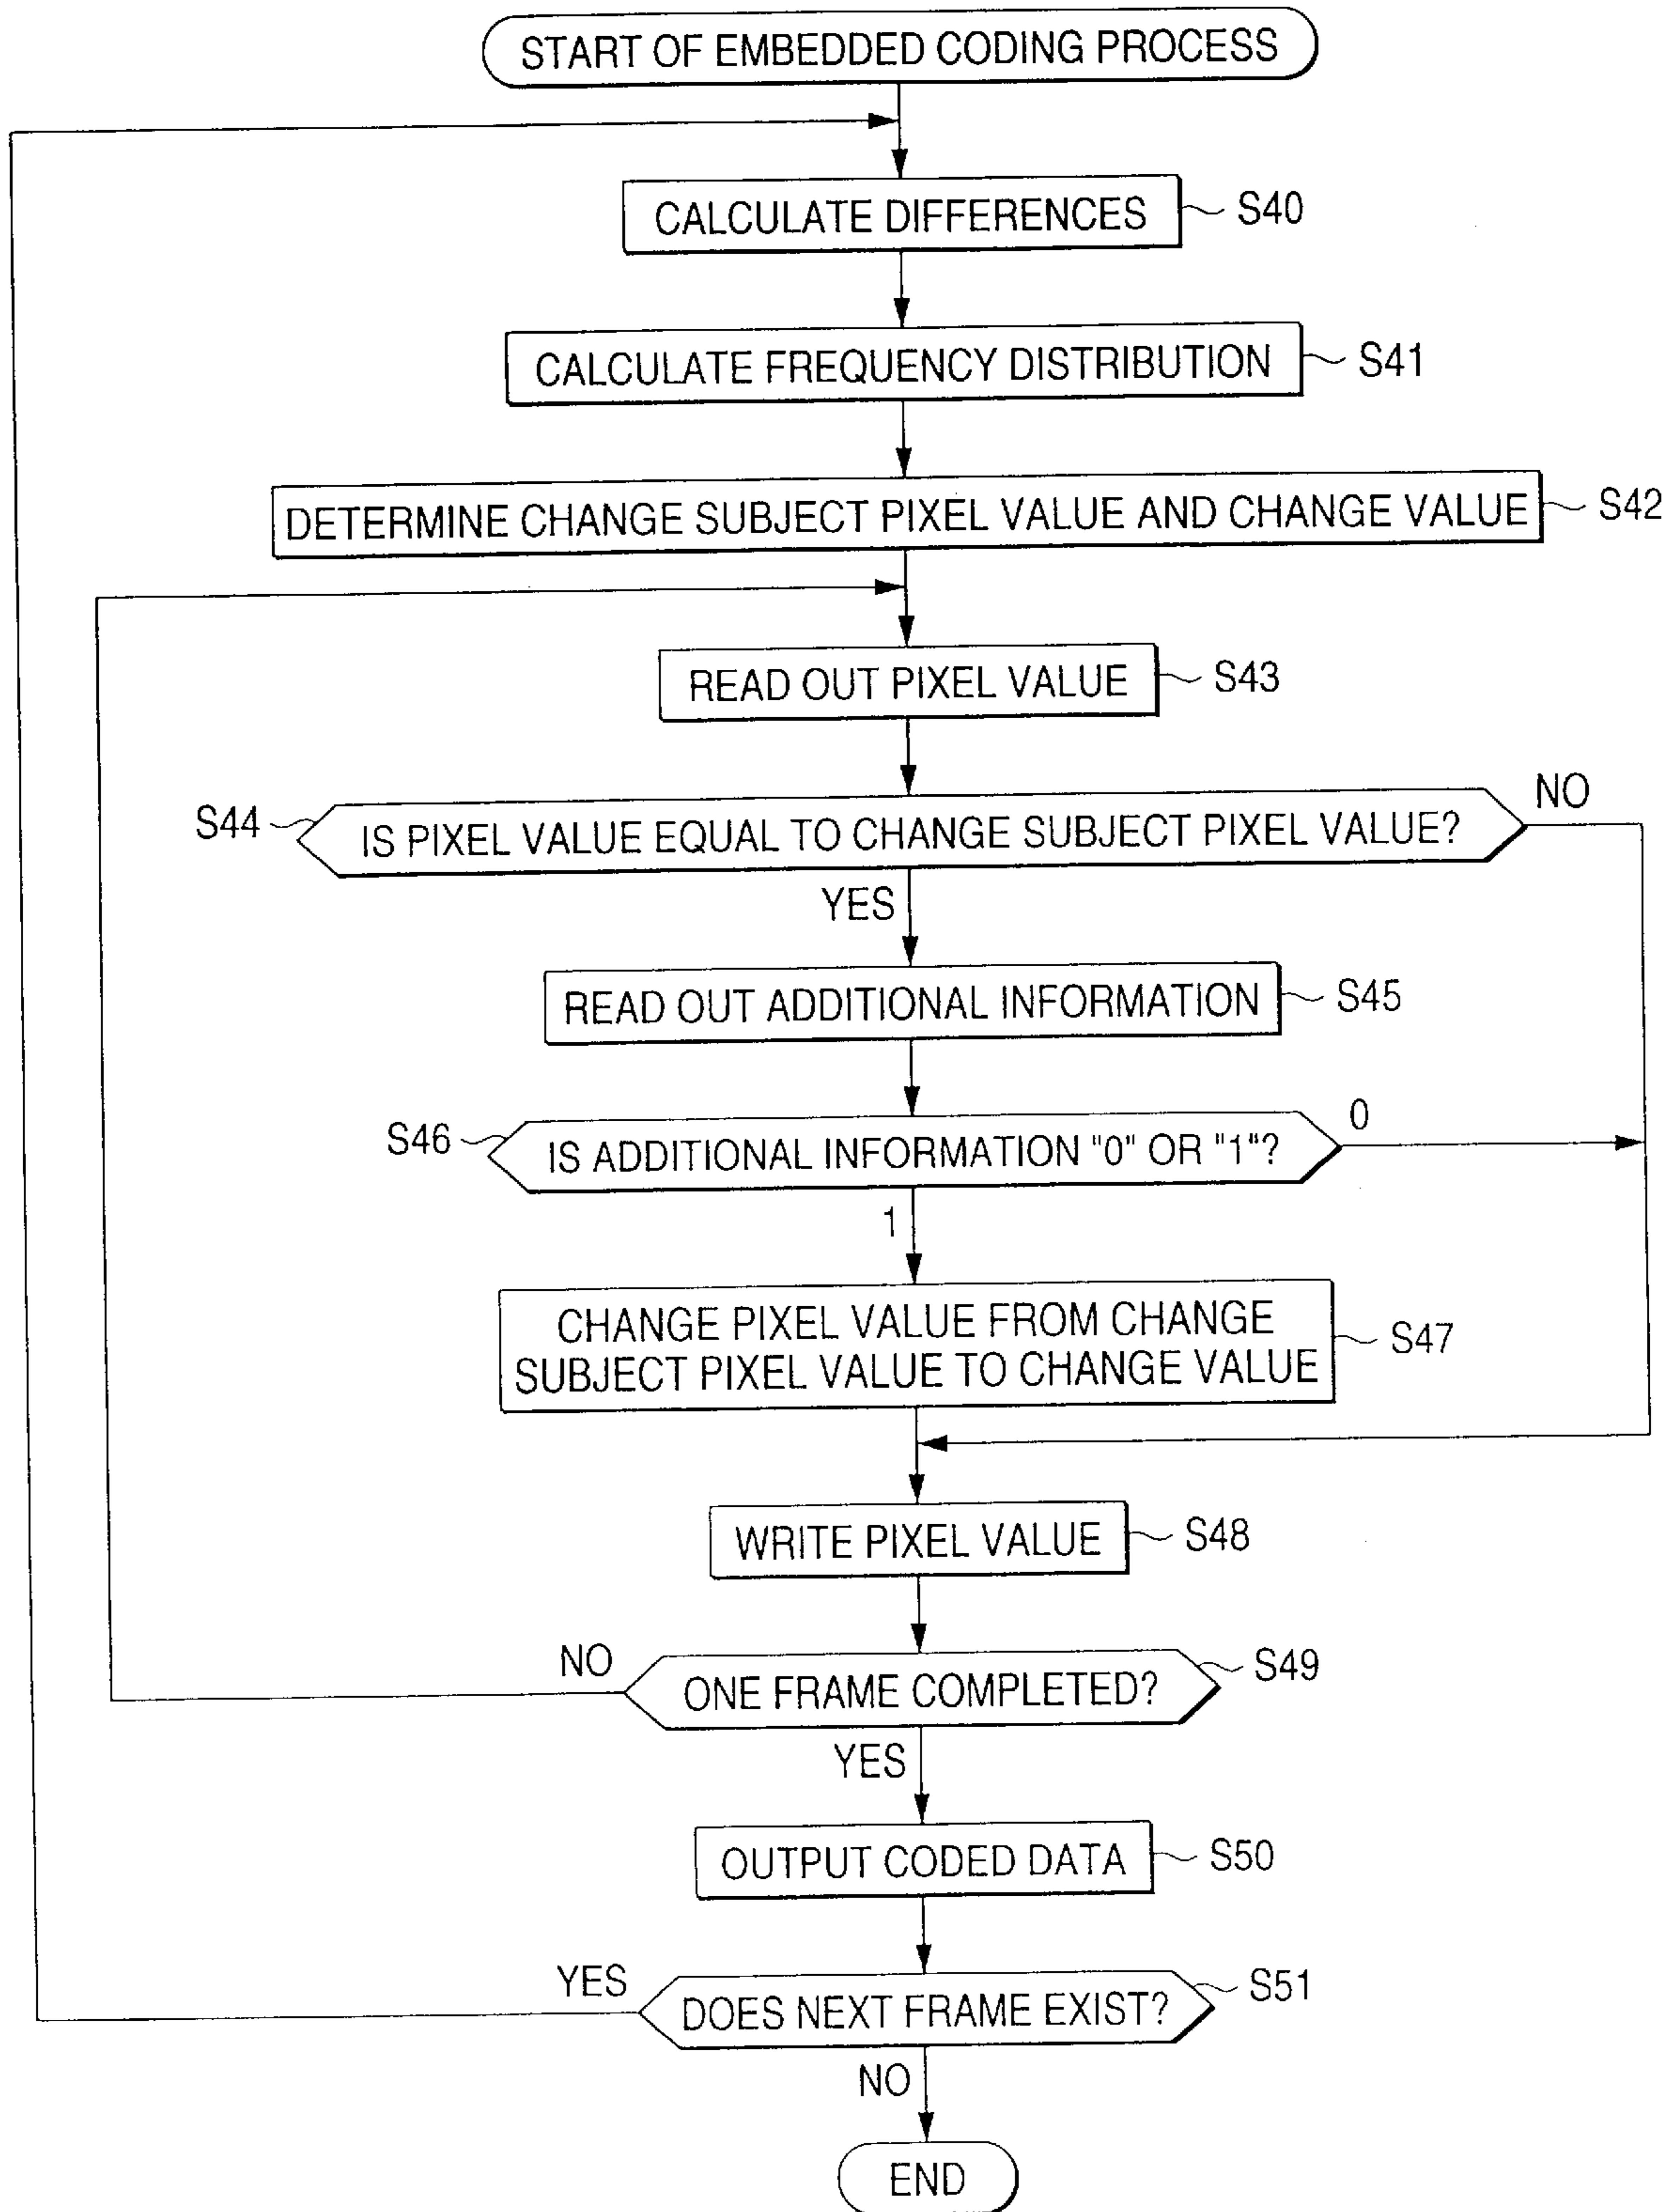 START OF EMBEDDED CODING PROCESS
CALCULATE DIFFERENCES
S40
CALCULATE FREQUENCY DISTRIBUTION
S41
DETERMINE CHANGE SUBJECT PIXEL VALUE AND CHANGE VALUE
S42
READ OUT PIXEL VALUE
S43
S44
IS PIXEL VALUE EQUAL TO CHANGE SUBJECT PIXEL VALUE?
NO
YES
READ OUT ADDITIONAL INFORMATION
S45
S46
IS ADDITIONAL INFORMATION "0" OR "1"?
0
1
CHANGE PIXEL VALUE FROM CHANGE
SUBJECT PIXEL VALUE TO CHANGE VALUE
S47
WRITE PIXEL VALUE
S48
NO
ONE FRAME COMPLETED?
S49
YES
OUTPUT CODED DATA
S50
YES
DOES NEXT FRAME EXIST?
S51
NO
END